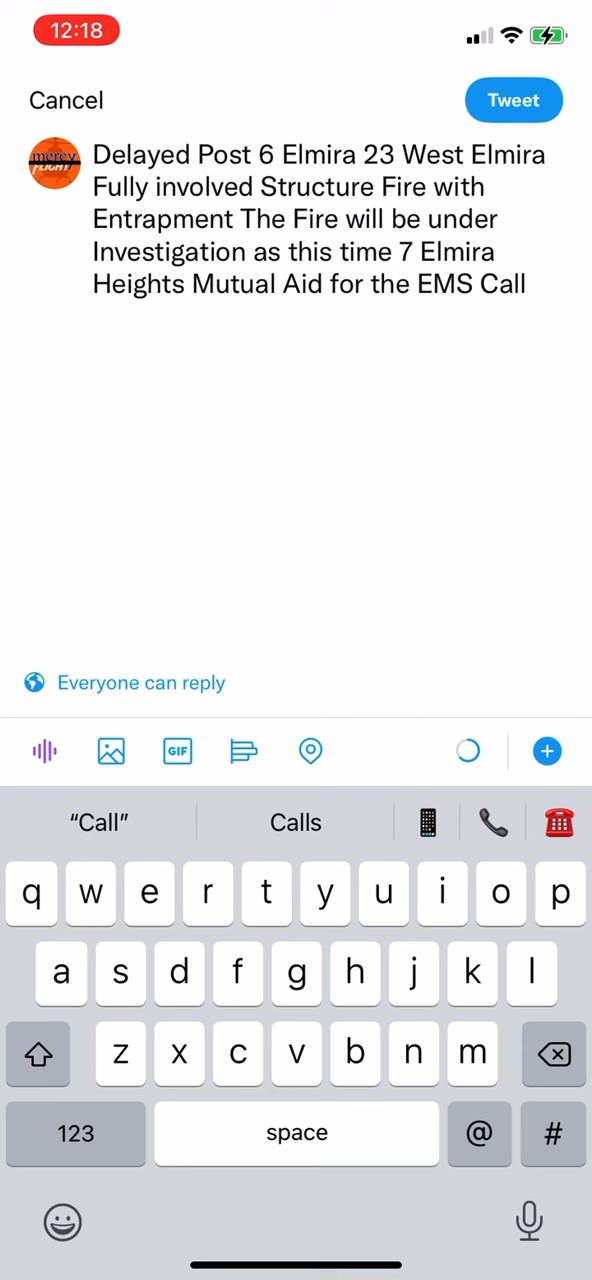 12:18
Cancel
Tweet
mercy
FLIGHT
Delayed Post 6 Elmira 23 West Elmira
Fully involved Structure Fire with
Entrapment The Fire will be under
Investigation as this time 7 Elmira
Heights Mutual Aid for the EMS Call
Everyone can reply
GIF
“Call”
Calls
q w e r t y u i o p
a s d f g h j k l
z x c v b n m
123
space
@
#